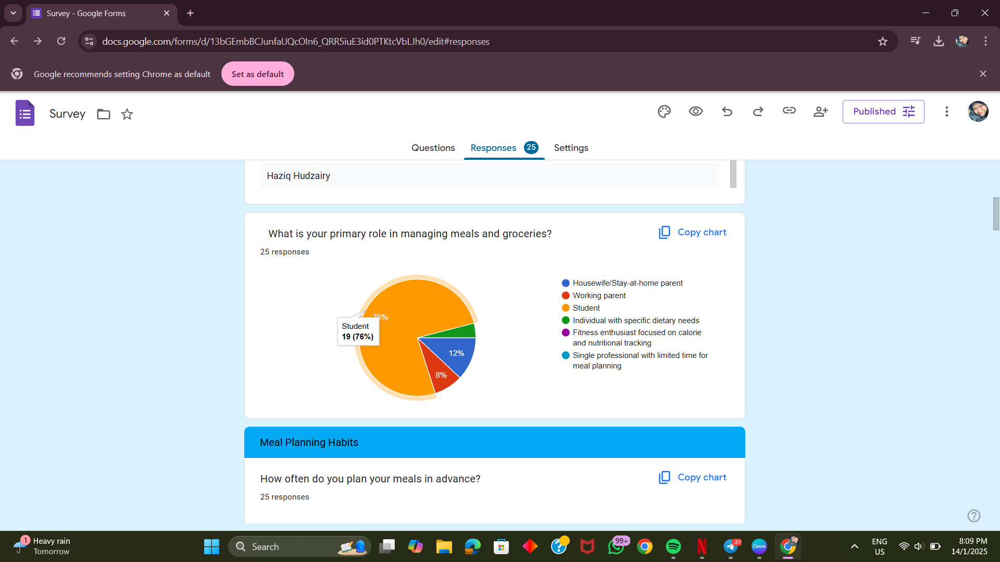 Survey - Google Forms
docs.google.com/forms/d/13bGEmbBCJunfaUQcOIn6_QRR5iuE3id0PTKtcVbLJh0/edit#responses
Google recommends setting Chrome as default
Set as default
Survey
Published
Questions
Responses 25
Settings
Haziq Hudzairy
What is your primary role in managing meals and groceries?
Copy chart
25 responses
76%
Student
19 (76%)
12%
8%
Housewife/Stay-at-home parent
Working parent
Student
Individual with specific dietary needs
Fitness enthusiast focused on calorie
and nutritional tracking
Single professional with limited time for
meal planning
Meal Planning Habits
How often do you plan your meals in advance?
Copy chart
25 responses
1
Heavy rain
Tomorrow
Search
99+
87
Canva
ENG
US
8:09 PM
14/1/2025